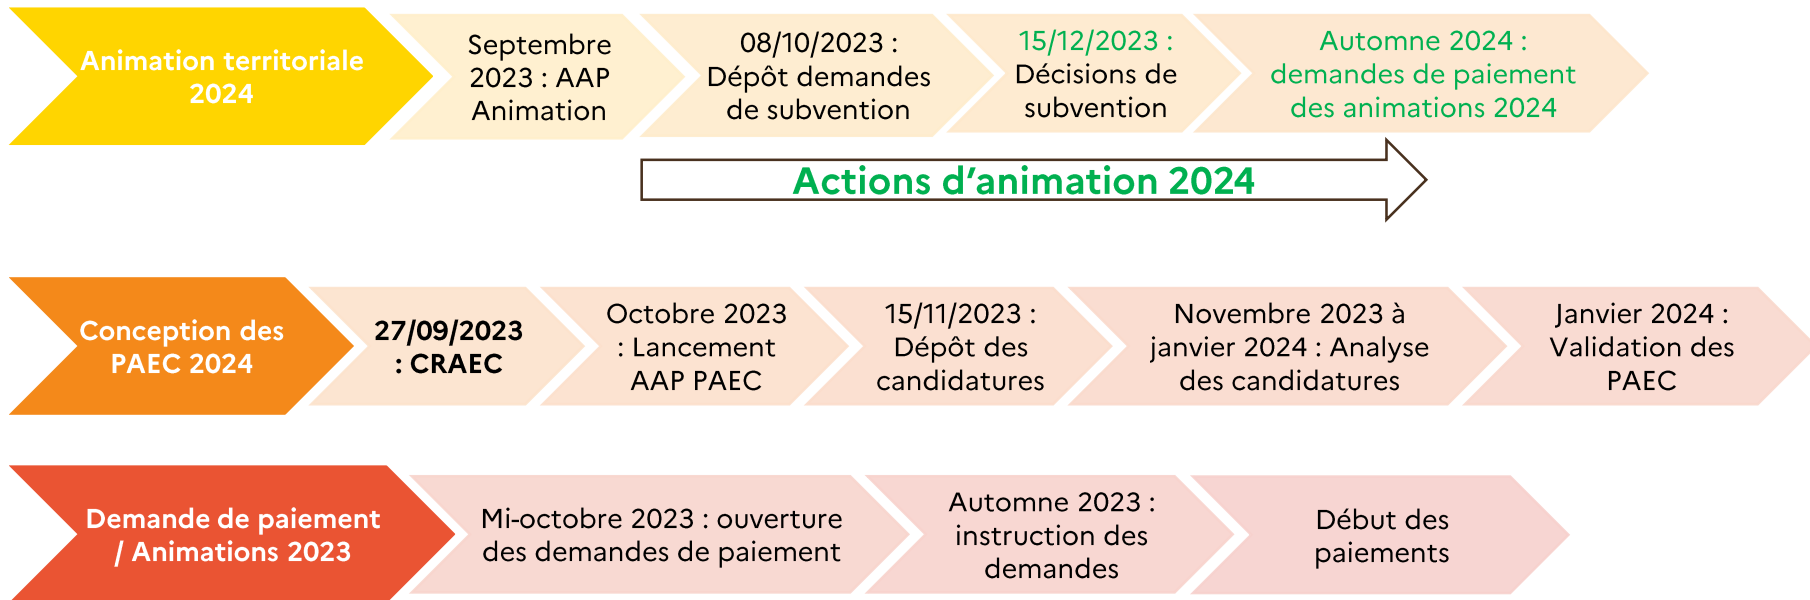 Animation territoriale
2024
Septembre
2023 : AAP
Animation
08/10/2023 :
Dépôt demandes
de subvention
15/12/2023 :
Décisions de
subvention
Automne 2024 :
demandes de paiement
des animations 2024
Actions d’animation 2024
Conception des
PAEC 2024
27/09/2023
: CRAEC
Octobre 2023
: Lancement
AAP PAEC
15/11/2023 :
Dépôt des
candidatures
Novembre 2023 à
janvier 2024 : Analyse
des candidatures
Janvier 2024 :
Validation des
PAEC
Demande de paiement
/ Animations 2023
Mi-octobre 2023 : ouverture
des demandes de paiement
Automne 2023 :
instruction des
demandes
Début des
paiements